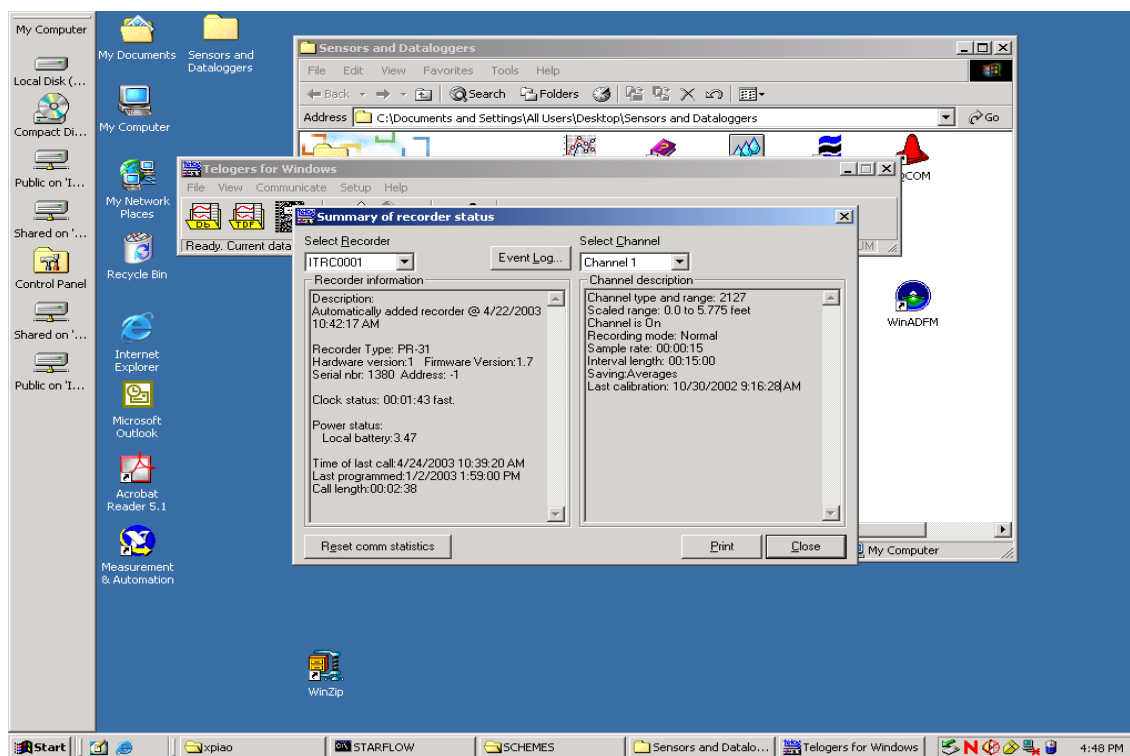 My Computer
Local Disk (...
Compact Di...
Public on 'I...
Shared on '...
Control Panel
Shared on '...
Public on 'I...
My Documents
Sensors and
Dataloggers
My Computer
My Network
Places
Recycle Bin
Internet
Explorer
Microsoft
Outlook
Acrobat
Reader 5.1
Measurement
& Automation
WinZip
Sensors and Dataloggers
File Edit View Favorites Tools Help
Back Search Folders
Address C:\Documents and Settings\All Users\Desktop\Sensors and Dataloggers Go
COM
WinADFM
My Computer
Telogers for Windows
File View Communicate Setup Help
Db TDF
Ready. Current data
UM
Summary of recorder status
Select Recorder
ITRC0001
Event Log...
Select Channel
Channel 1
Recorder information
Description:
Automatically added recorder @ 4/22/2003
10:42:17 AM
Recorder Type: PR-31
Hardware version:1 Firmware Version:1.7
Serial nbr: 1380 Address: -1
Clock status: 00:01:43 fast.
Power status:
Local battery:3.47
Time of last call:4/24/2003 10:39:20 AM
Last programmed:1/2/2003 1:59:00 PM
Call length:00:02:38
Channel description
Channel type and range: 2127
Scaled range: 0.0 to 5.775 feet
Channel is On
Recording mode: Normal
Sample rate: 00:00:15
Interval length: 00:15:00
Saving:Averages
Last calibration: 10/30/2002 9:16:28 AM
Reset comm statistics
Print
Close
Start xpiao STARFLOW SCHEMES Sensors and Datalo... Telogers for Windows 4:48 PM